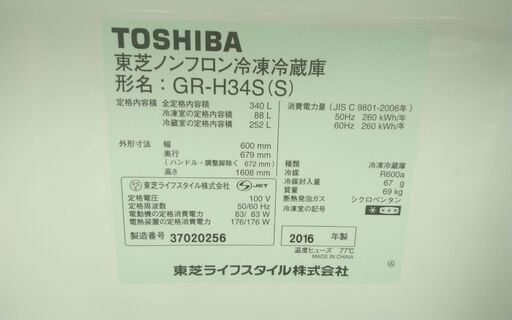 TOSHIBA
東芝ノンフロン冷凍冷蔵庫
形名：GR-H34S(S)
定格内容積 全定格内容積 340 L
冷凍室の定格内容積 88 L
冷蔵室の定格内容積 252 L
外形寸法 幅 600 mm
奥行 679 mm
(ハンドル・調整脚除く 672 mm)
高さ 1608 mm
東芝ライフスタイル株式会社 JET
定格電圧 100 V
定格周波数 50/60 Hz
電動機の定格消費電力 83/ 83 W
電熱装置の定格消費電力 176/176 W
製造番号 37020256
消費電力量 (JIS C 9801-2006年)
50Hz 260 kWh/年
60Hz 260 kWh/年
種類 冷凍冷蔵庫
冷媒 R600a
冷媒封入量 67 g
質量 69 kg
断熱発泡ガス シクロペンタン
冷凍室の記号
2016 年製
温度ヒューズ 77℃
MADE IN CHINA
東芝ライフスタイル株式会社